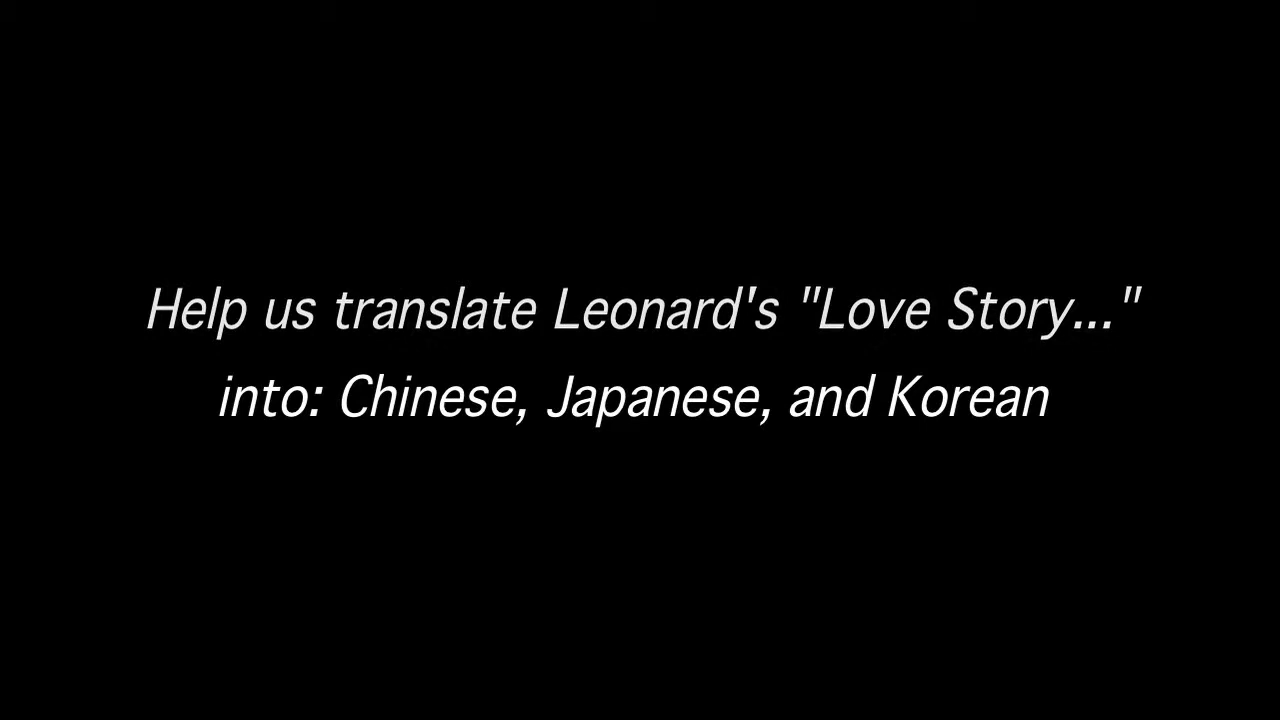 Help us translate Leonard's "Love Story..."
into: Chinese, Japanese, and Korean